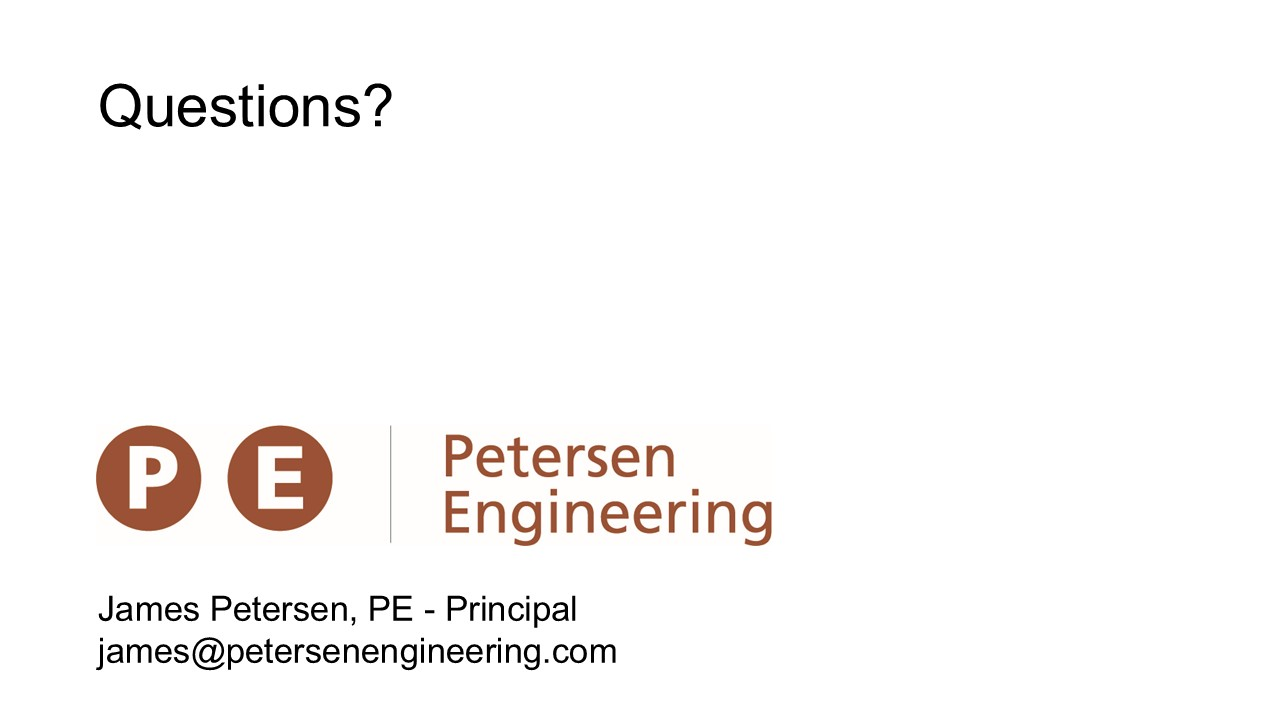 Questions?
P E
Petersen
Engineering
James Petersen, PE - Principal
james@petersenengineering.com